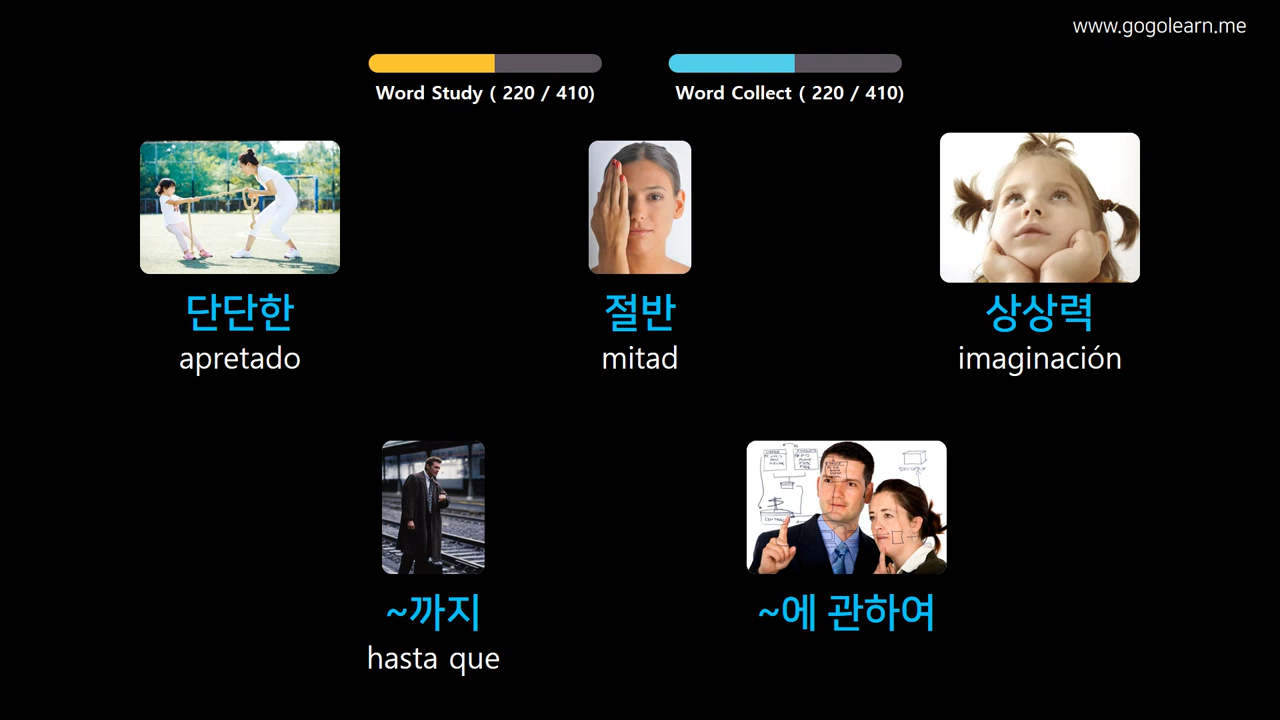 www.gogolearn.me
Word Study ( 220 / 410)
Word Collect ( 220 / 410)
단단한
apretado
절반
mitad
상상력
imaginación
~까지
hasta que
~에 관하여